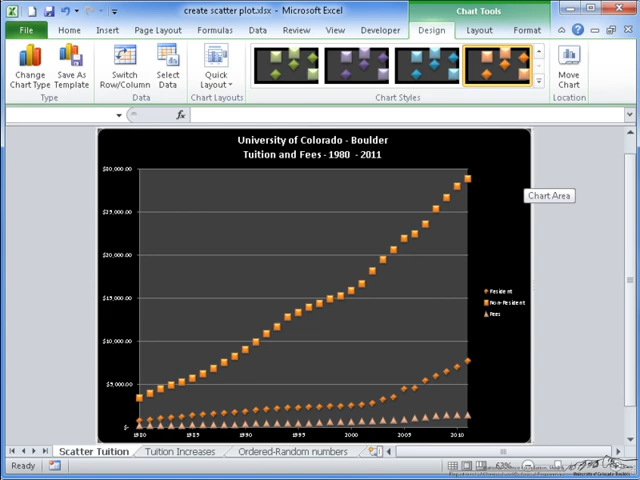 create scatter plot.xlsx - Microsoft Excel
Chart Tools
File Home Insert Page Layout Formulas Data Review View Developer Design Layout Format
Change Chart Type
Save As Template
Switch Row/Column
Select Data
Quick Layout
Move Chart
Type Data Chart Layouts Chart Styles Location
fx
University of Colorado - Boulder
Tuition and Fees - 1980 - 2011
$30,000.00
$25,000.00
$20,000.00
$15,000.00
$10,000.00
$5,000.00
$-
1980 1985 1990 1995 2000 2005 2010
Resident
Non-Resident
Fees
Chart Area
Scatter Tuition Tuition Increases Ordered-Random numbers
Ready
63%